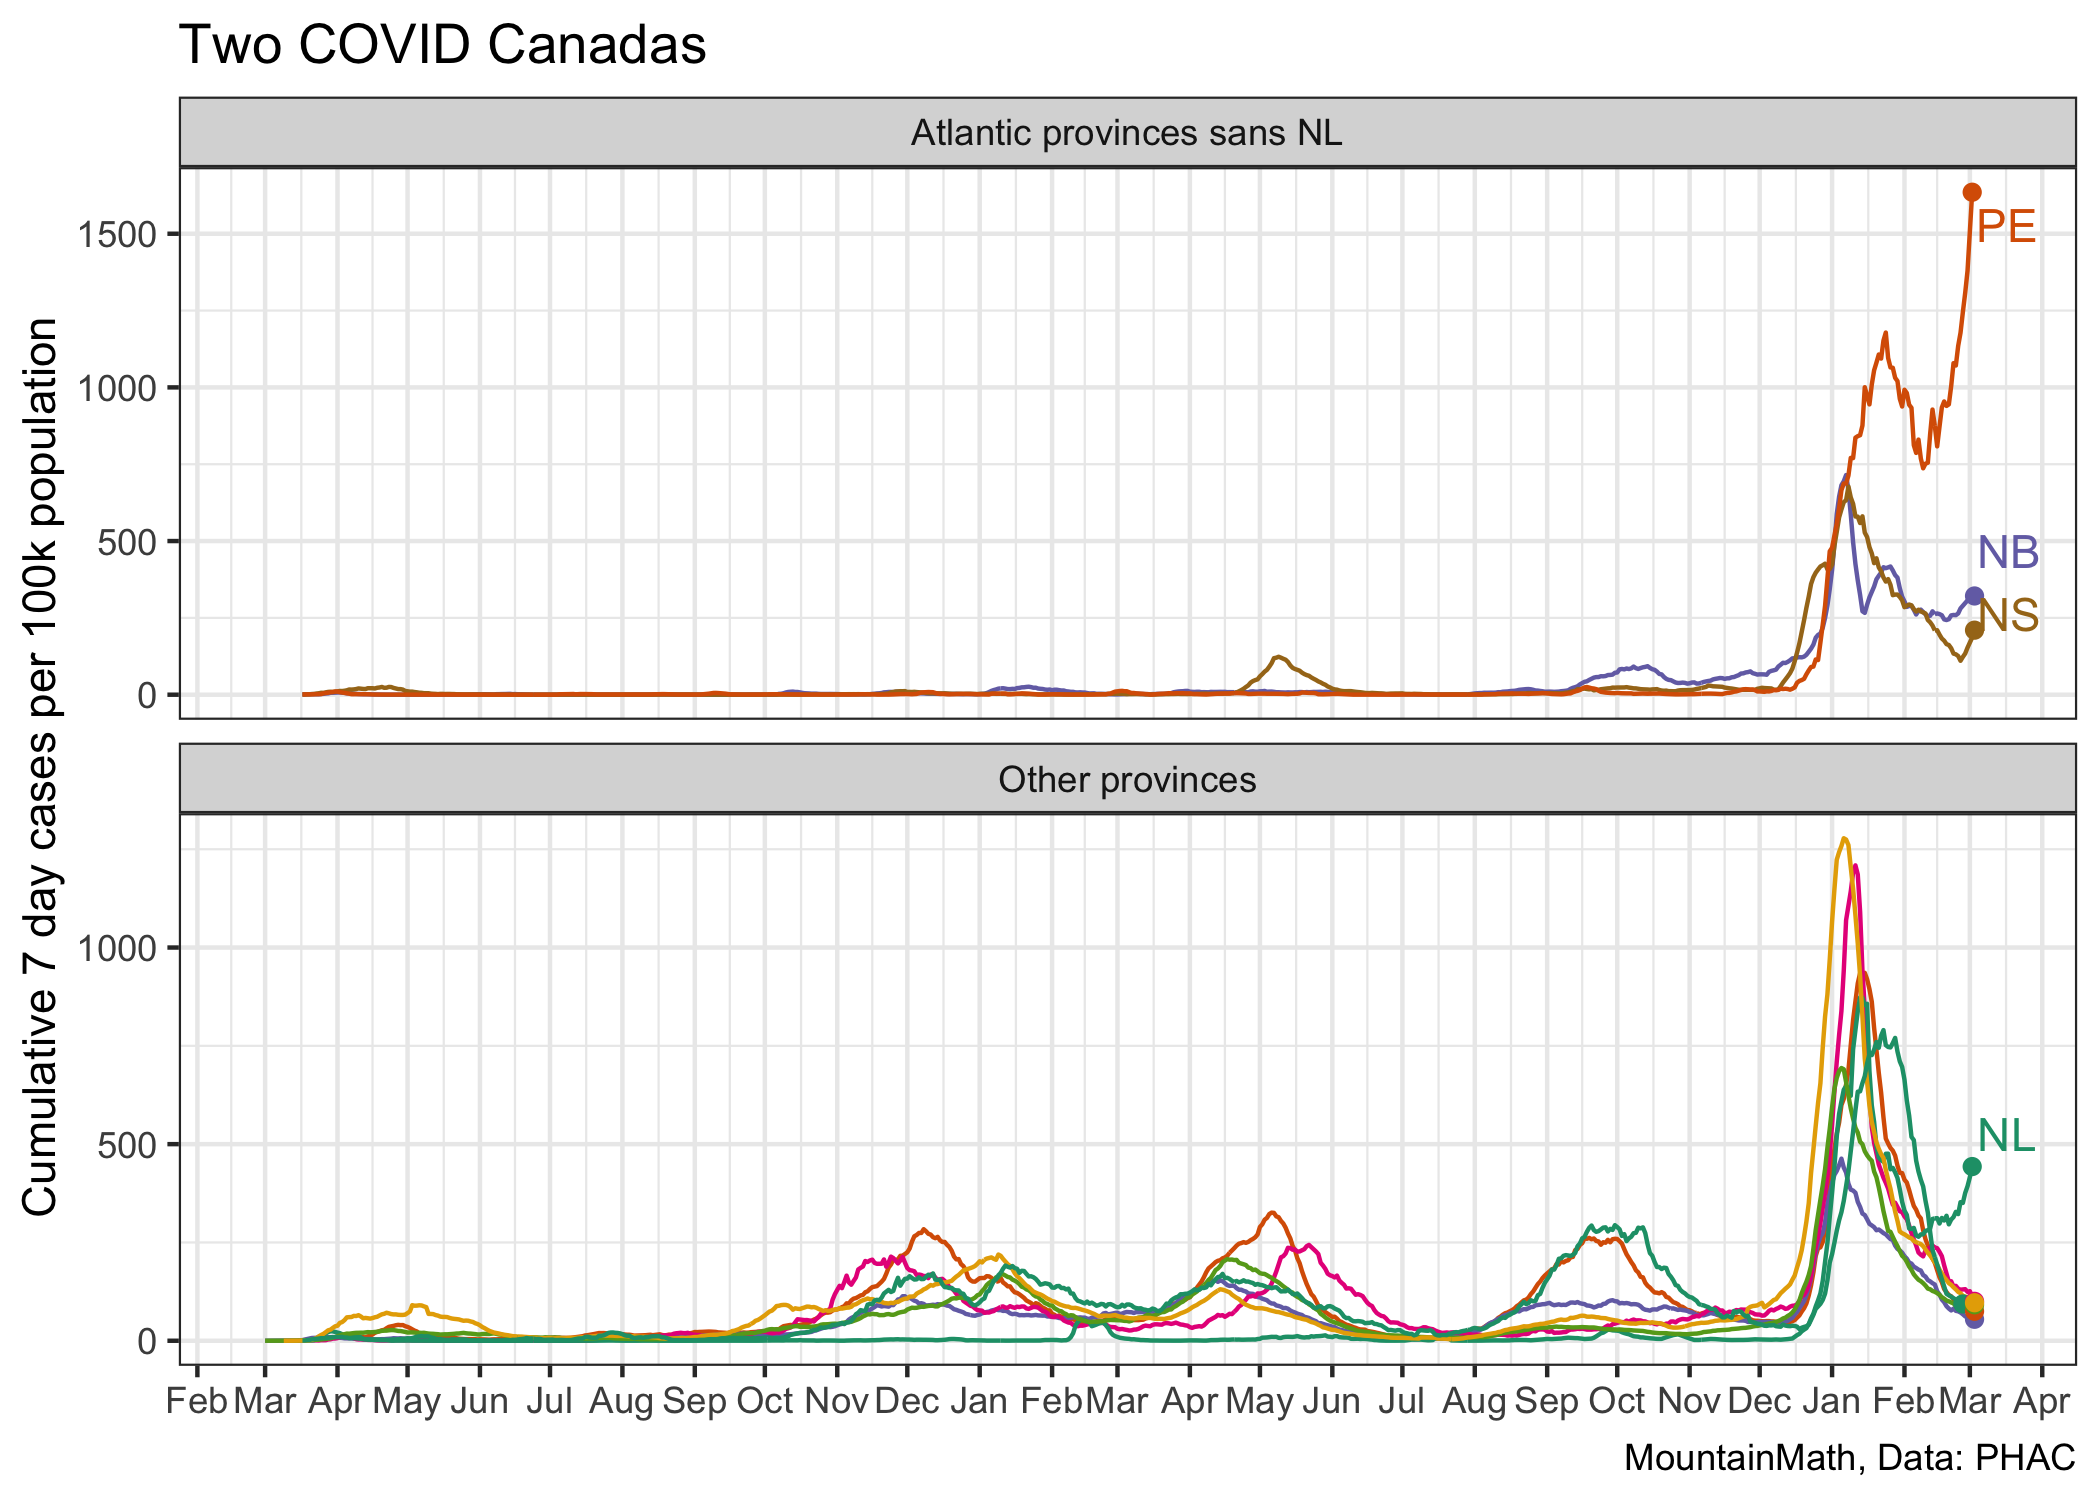 Two COVID Canadas
Atlantic provinces sans NL
Cumulative 7 day cases per 100k population
1500
1000
500
0
PE
NB
NS
Other provinces
1000
500
0
NL
Feb Mar Apr May Jun Jul Aug Sep Oct Nov Dec Jan Feb Mar Apr May Jun Jul Aug Sep Oct Nov Dec Jan Feb Mar Apr
MountainMath, Data: PHAC